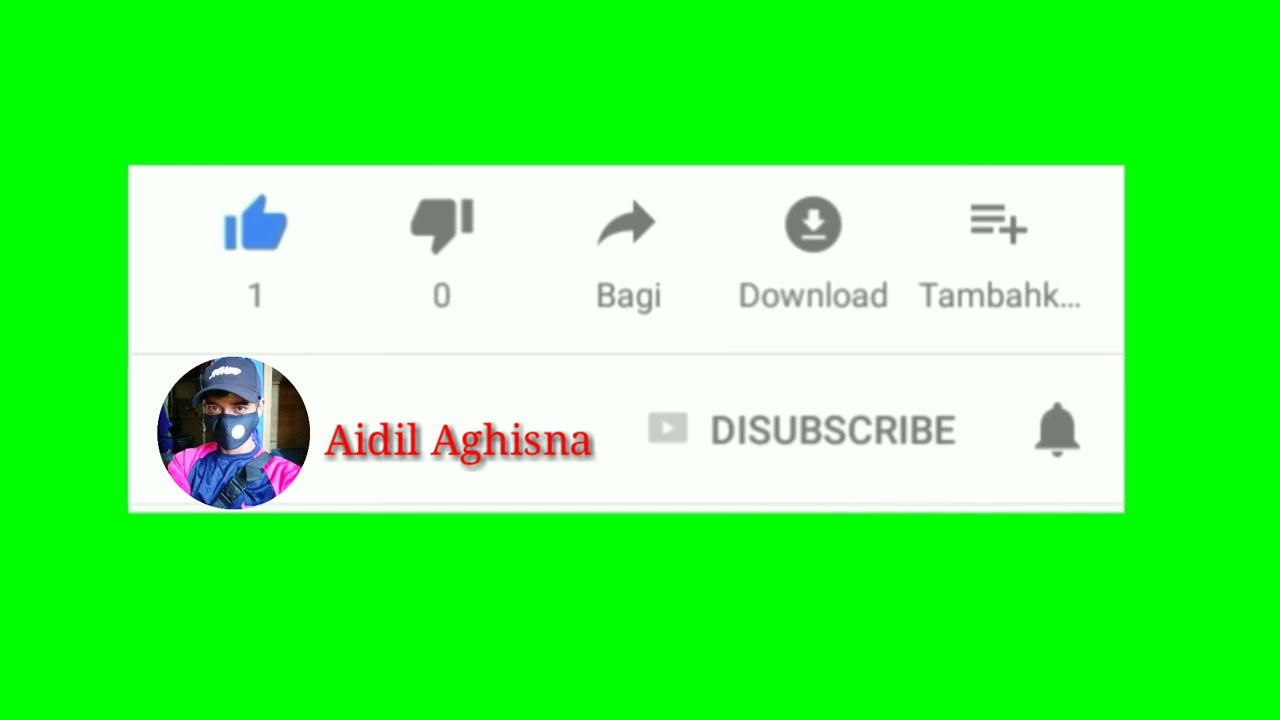 1
0
Bagi
Download
Tambahk...
Aidil Aghisna
DISUBSCRIBE